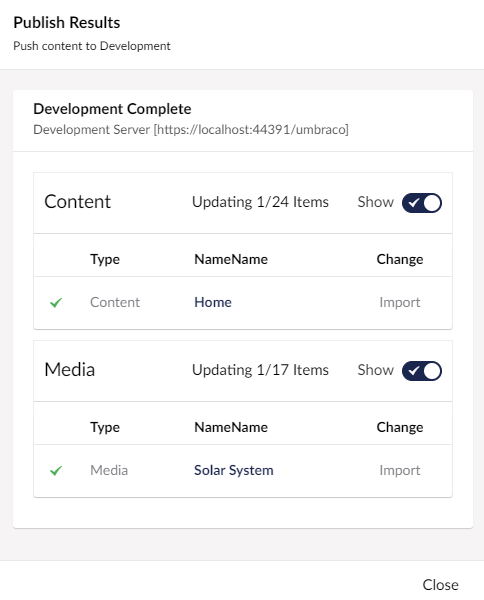 Publish Results
Push content to Development
Development Complete
Development Server [https://localhost:44391/umbraco]
Content Updating 1/24 Items Show
Type NameName Change
Content Home Import
Media Updating 1/17 Items Show
Type NameName Change
Media Solar System Import
Close